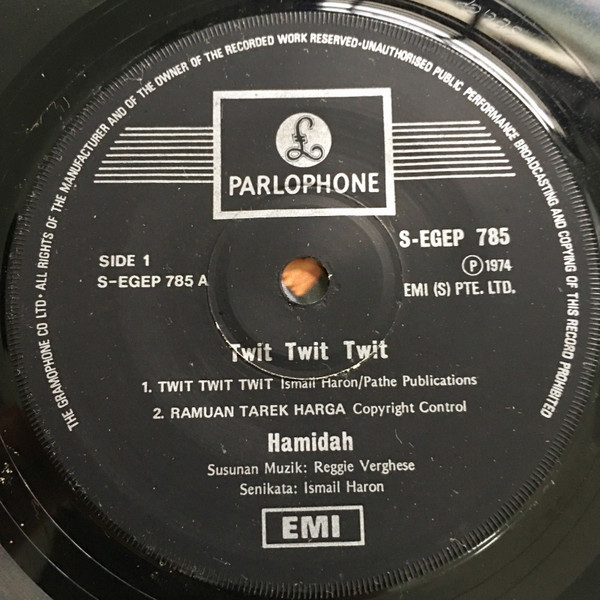 THE GRAMOPHONE CO LTD • ALL RIGHTS OF THE MANUFACTURER AND OF THE OWNER OF THE RECORDED WORK RESERVED • UNAUTHORISED PUBLIC PERFORMANCE BROADCASTING AND COPYING OF THIS RECORD PROHIBITED
£
PARLOPHONE
S-EGEP 785
SIDE 1
Ⓟ 1974
S-EGEP 785 A
EMI (S) PTE. LTD.
Twit Twit Twit
1. TWIT TWIT TWIT Ismail Haron/Pathe Publications
2. RAMUAN TAREK HARGA Copyright Control
Hamidah
Susunan Muzik: Reggie Verghese
Senikata: Ismail Haron
EMI